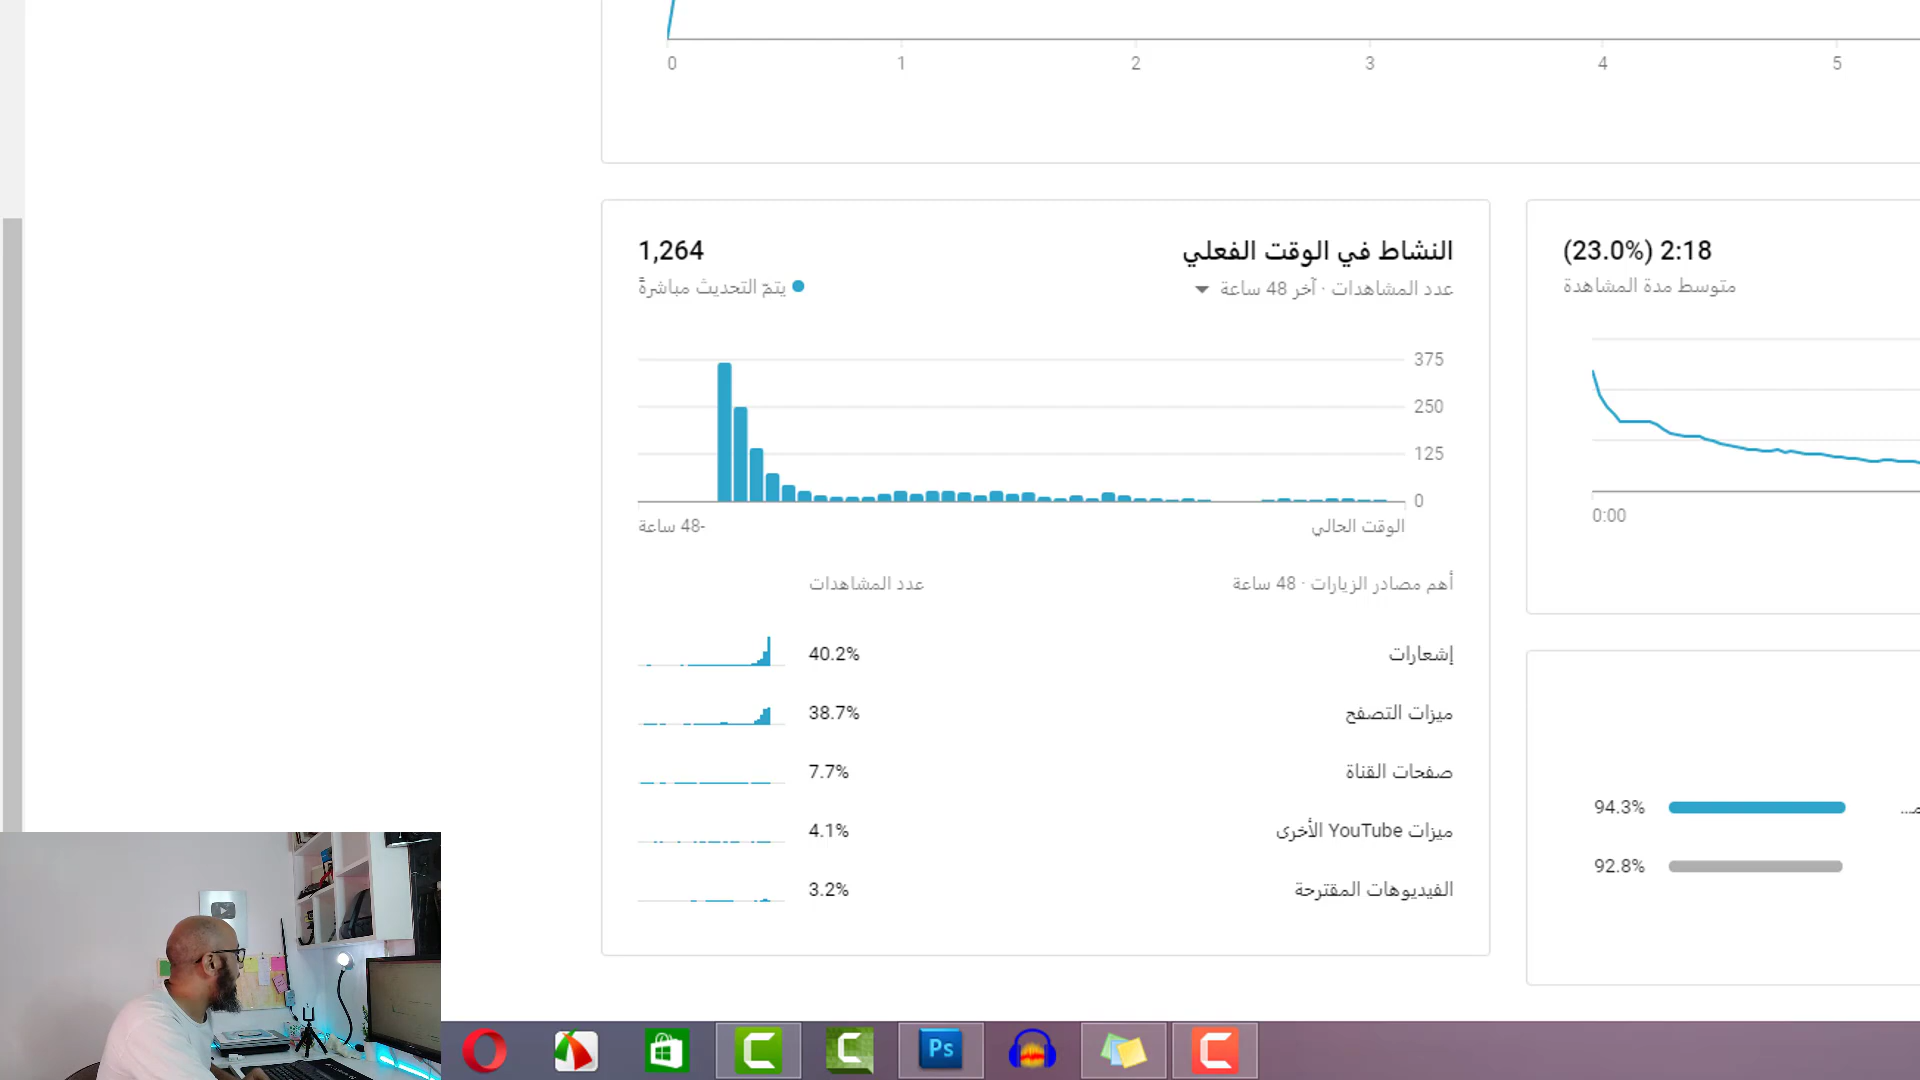 0 1 2 3 4 5
النشاط في الوقت الفعلي
1,264
عدد المشاهدات · آخر 48 ساعة
يتمّ التحديث مباشرةً
375
250
125
0
-48 ساعة
الوقت الحالي
أهم مصادر الزيارات · 48 ساعة
عدد المشاهدات
إشعارات 40.2%
ميزات التصفح 38.7%
صفحات القناة 7.7%
ميزات YouTube الأخرى 4.1%
الفيديوهات المقترحة 3.2%
2:18 (23.0%)
متوسط مدة المشاهدة
0:00
94.3%
92.8%
Ps